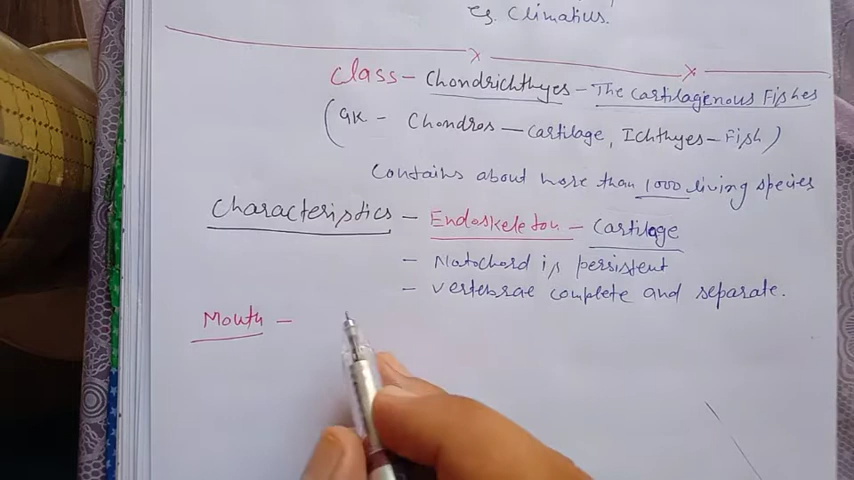 eg. Climatius.
Class - Chondrichthyes - The Cartilagenous Fishes
(GK - Chondros - cartilage, Ichthyes - Fish)
Contains about more than 1000 living species
Characteristics - Endoskeleton - Cartilage
- Notochord is persistent
- Vertebrae complete and separate.
Mouth -